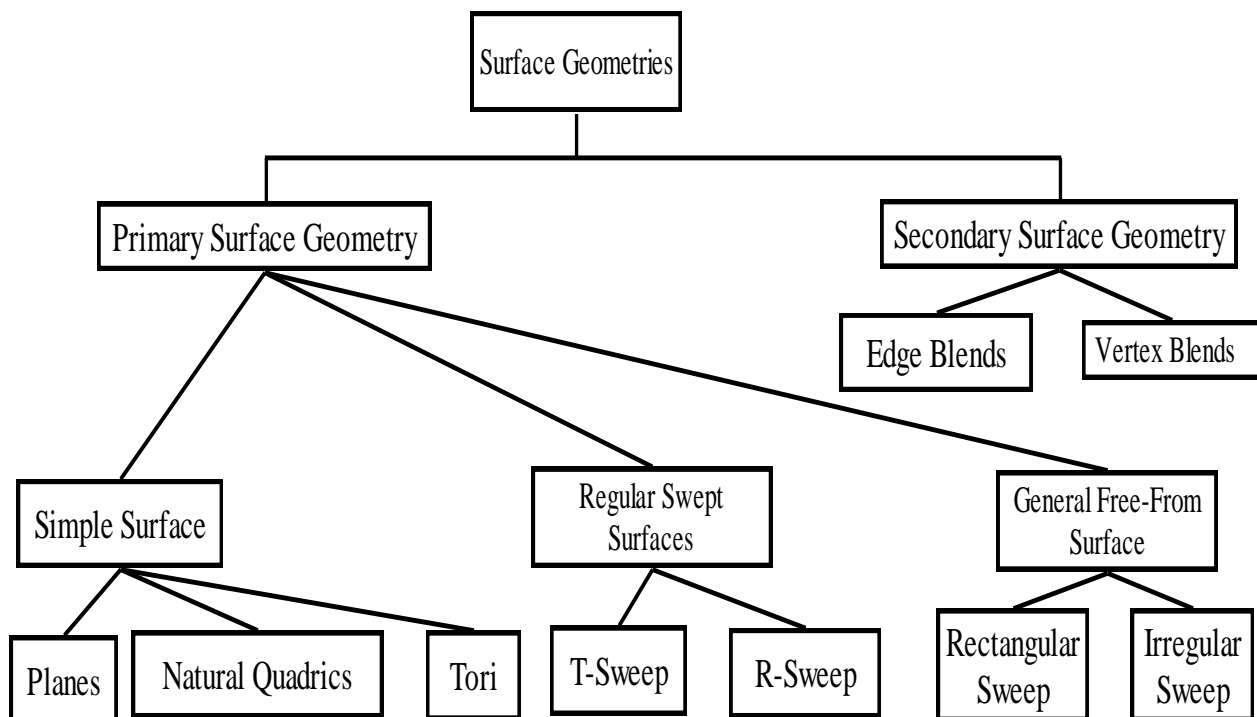 Surface Geometries
Primary Surface Geometry
Secondary Surface Geometry
Edge Blends
Vertex Blends
Simple Surface
Regular Swept
Surfaces
General Free-From
Surface
Planes
Natural Quadrics
Tori
T-Sweep
R-Sweep
Rectangular
Sweep
Irregular
Sweep